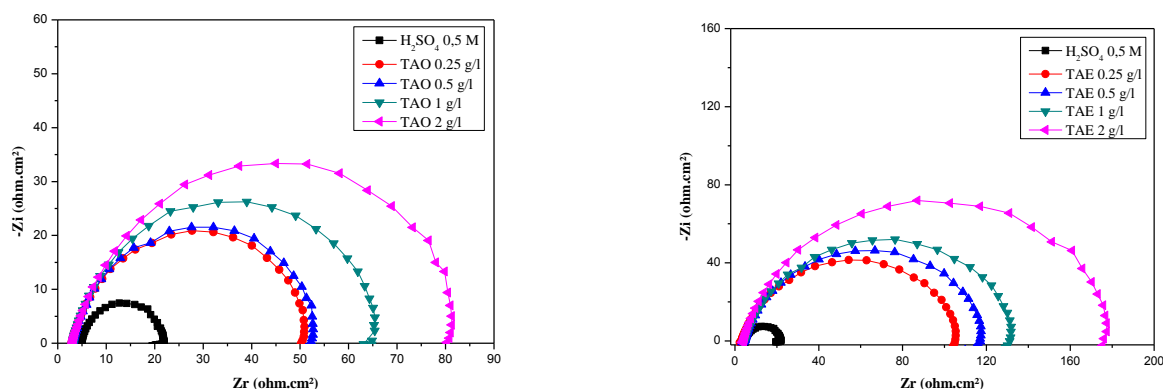 60
50
40
30
20
10
0
-Zi (ohm.cm²)
H₂SO₄ 0,5 M
TAO 0.25 g/l
TAO 0.5 g/l
TAO 1 g/l
TAO 2 g/l
0 10 20 30 40 50 60 70 80 90
Zr (ohm.cm²)
160
120
80
40
0
-Zi (ohm.cm²)
H₂SO₄ 0,5 M
TAE 0.25 g/l
TAE 0.5 g/l
TAE 1 g/l
TAE 2 g/l
0 40 80 120 160 200
Zr (ohm.cm²)